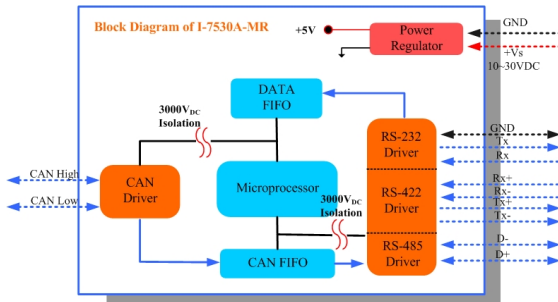 Block Diagram of I-7530A-MR
+5V
Power
Regulator
GND
+Vs
10~30VDC
DATA
FIFO
3000VDC
Isolation
RS-232
Driver
GND
Tx
Rx
CAN High
CAN Low
CAN
Driver
Microprocessor
3000VDC
Isolation
RS-422
Driver
Rx+
Rx-
Tx+
Tx-
CAN FIFO
RS-485
Driver
D-
D+